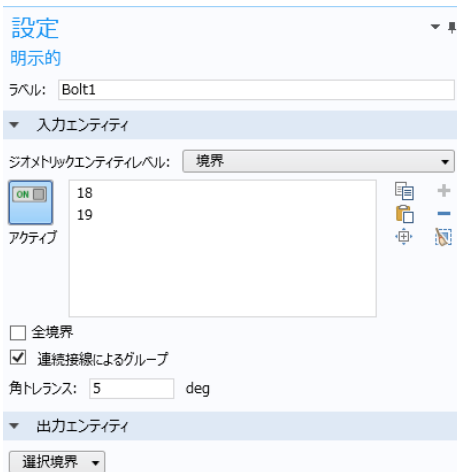 設定
明示的
ラベル: Bolt1
入力エンティティ
ジオメトリックエンティティレベル: 境界
ON
18
19
アクティブ
全境界
連続接線によるグループ
角トレランス: 5 deg
出力エンティティ
選択境界